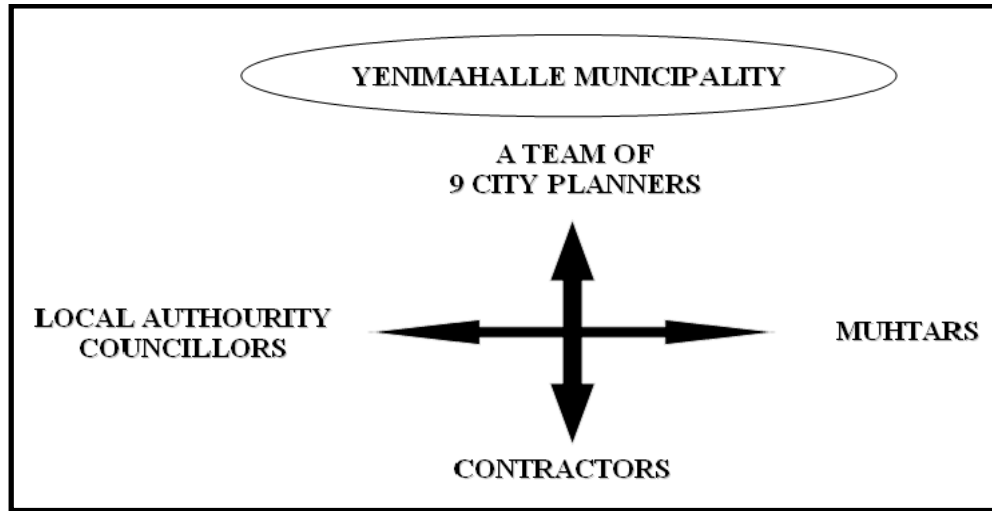 YENIMAHALLE MUNICIPALITY
A TEAM OF
9 CITY PLANNERS
LOCAL AUTHOURITY
COUNCILLORS
MUHTARS
CONTRACTORS